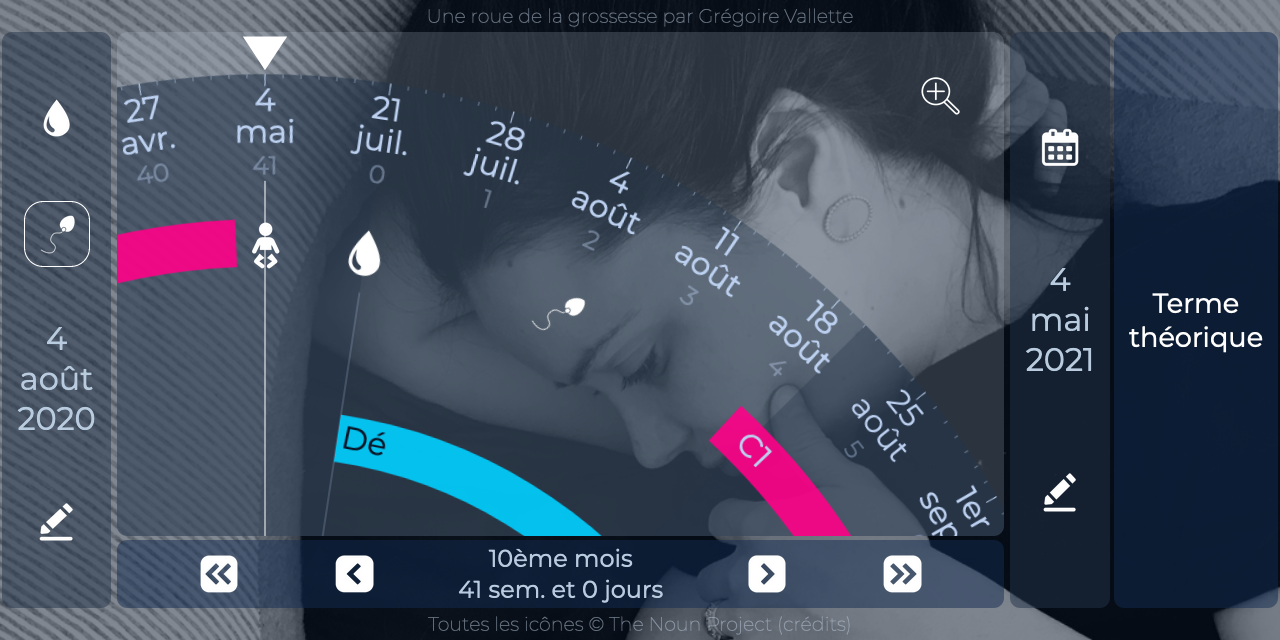 Une roue de la grossesse par Grégoire Vallette
27
avr.
40
4
mai
41
21
juil.
0
28
juil.
1
4
août
2
11
août
3
18
août
4
25
août
5
1er
sep
Dé
C1
4
août
2020
4
mai
2021
Terme
théorique
10ème mois
41 sem. et 0 jours
Toutes les icônes © The Noun Project (crédits)